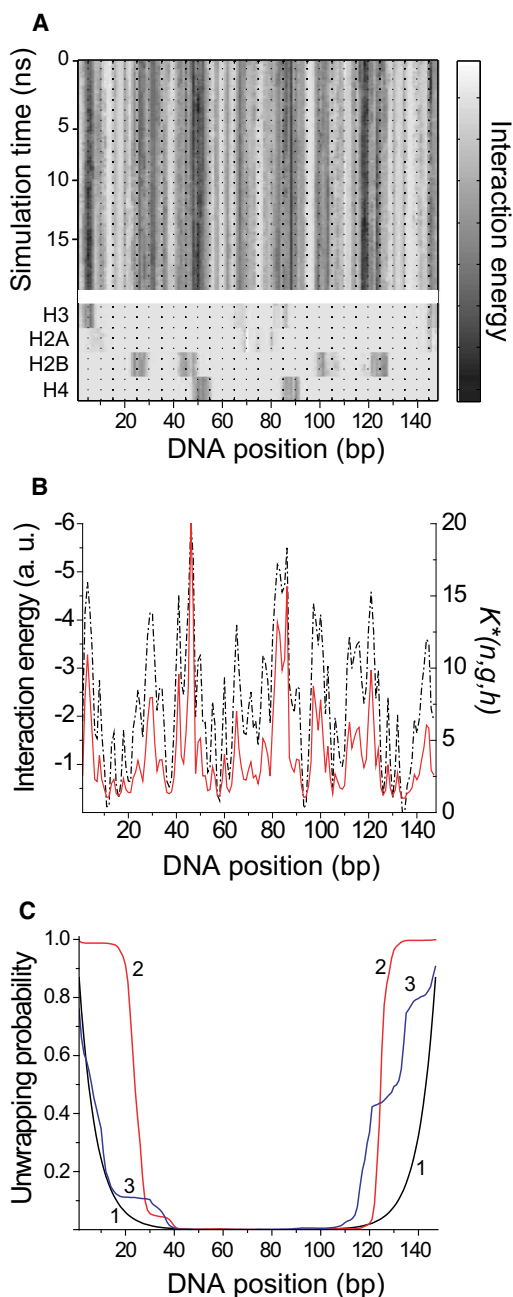 A
Simulation time (ns)
0
5
10
15
H3
H2A
H2B
H4
20 40 60 80 100 120 140
DNA position (bp)
Interaction energy
B
Interaction energy (a. u.)
-6
-5
-4
-3
-2
-1
20
15
10
5
0
K*(n,g,h)
20 40 60 80 100 120 140
DNA position (bp)
C
Unwrapping probability
1.0
0.8
0.6
0.4
0.2
2
2
3
3
1
1
20 40 60 80 100 120 140
DNA position (bp)